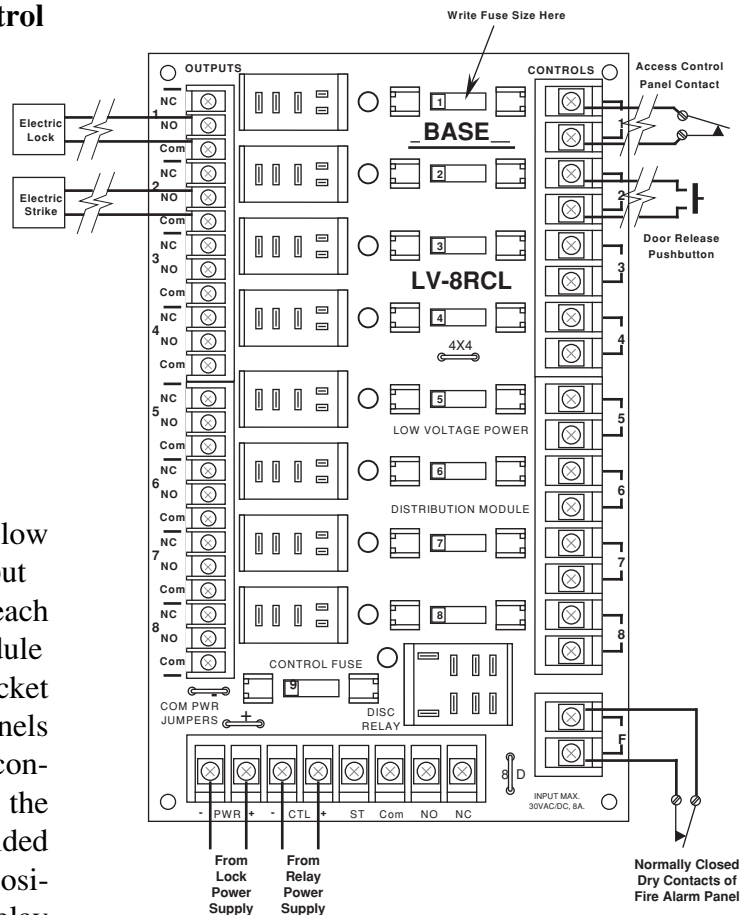 trol
Write Fuse Size Here
OUTPUTS
CONTROLS
Access Control
Panel Contact
NC
1
NO
Com
Electric
Lock
1
BASE
1
NC
2
NO
Com
Electric
Strike
2
2
Door Release
Pushbutton
NC
3
NO
Com
3
LV-8RCL
3
NC
4
NO
Com
4
4X4
4
NC
5
NO
Com
5
LOW VOLTAGE POWER
5
NC
6
NO
Com
6
DISTRIBUTION MODULE
6
NC
7
NO
Com
7
7
NC
8
NO
Com
8
8
low
out
each
dule
cket
nels
con-
the
ded
osi-
lay
CONTROL FUSE
9
COM PWR
JUMPERS
-
+
DISC
RELAY
F
8 D
INPUT MAX.
30VAC/DC, 8A.
- PWR + - CTL + ST Com NO NC
From
Lock
Power
Supply
From
Relay
Power
Supply
Normally Closed
Dry Contacts of
Fire Alarm Panel